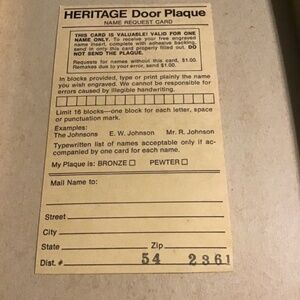 HERITAGE Door Plaque
NAME REQUEST CARD
THIS CARD IS VALUABLE! VALID FOR ONE
NAME ONLY. To receive your free engraved
name insert, complete with adhesive backing,
send in only this card properly filled out. DO
NOT SEND THE PLAQUE.
Requests for names without this card, $1.00.
Remakes due to your error, send $1.00.
In blocks provided, type or print plainly the name
you wish engraved. We cannot be responsible for
errors caused by illegible handwriting.
Limit 16 blocks—one block for each letter, space
or punctuation mark.
Examples:
The Johnsons E. W. Johnson Mr. R. Johnson
Typewritten list of names acceptable only if ac-
companied by one card for each name.
My Plaque is: BRONZE PEWTER
Mail Name to:
Street
City
State Zip
Dist. # 54 2361